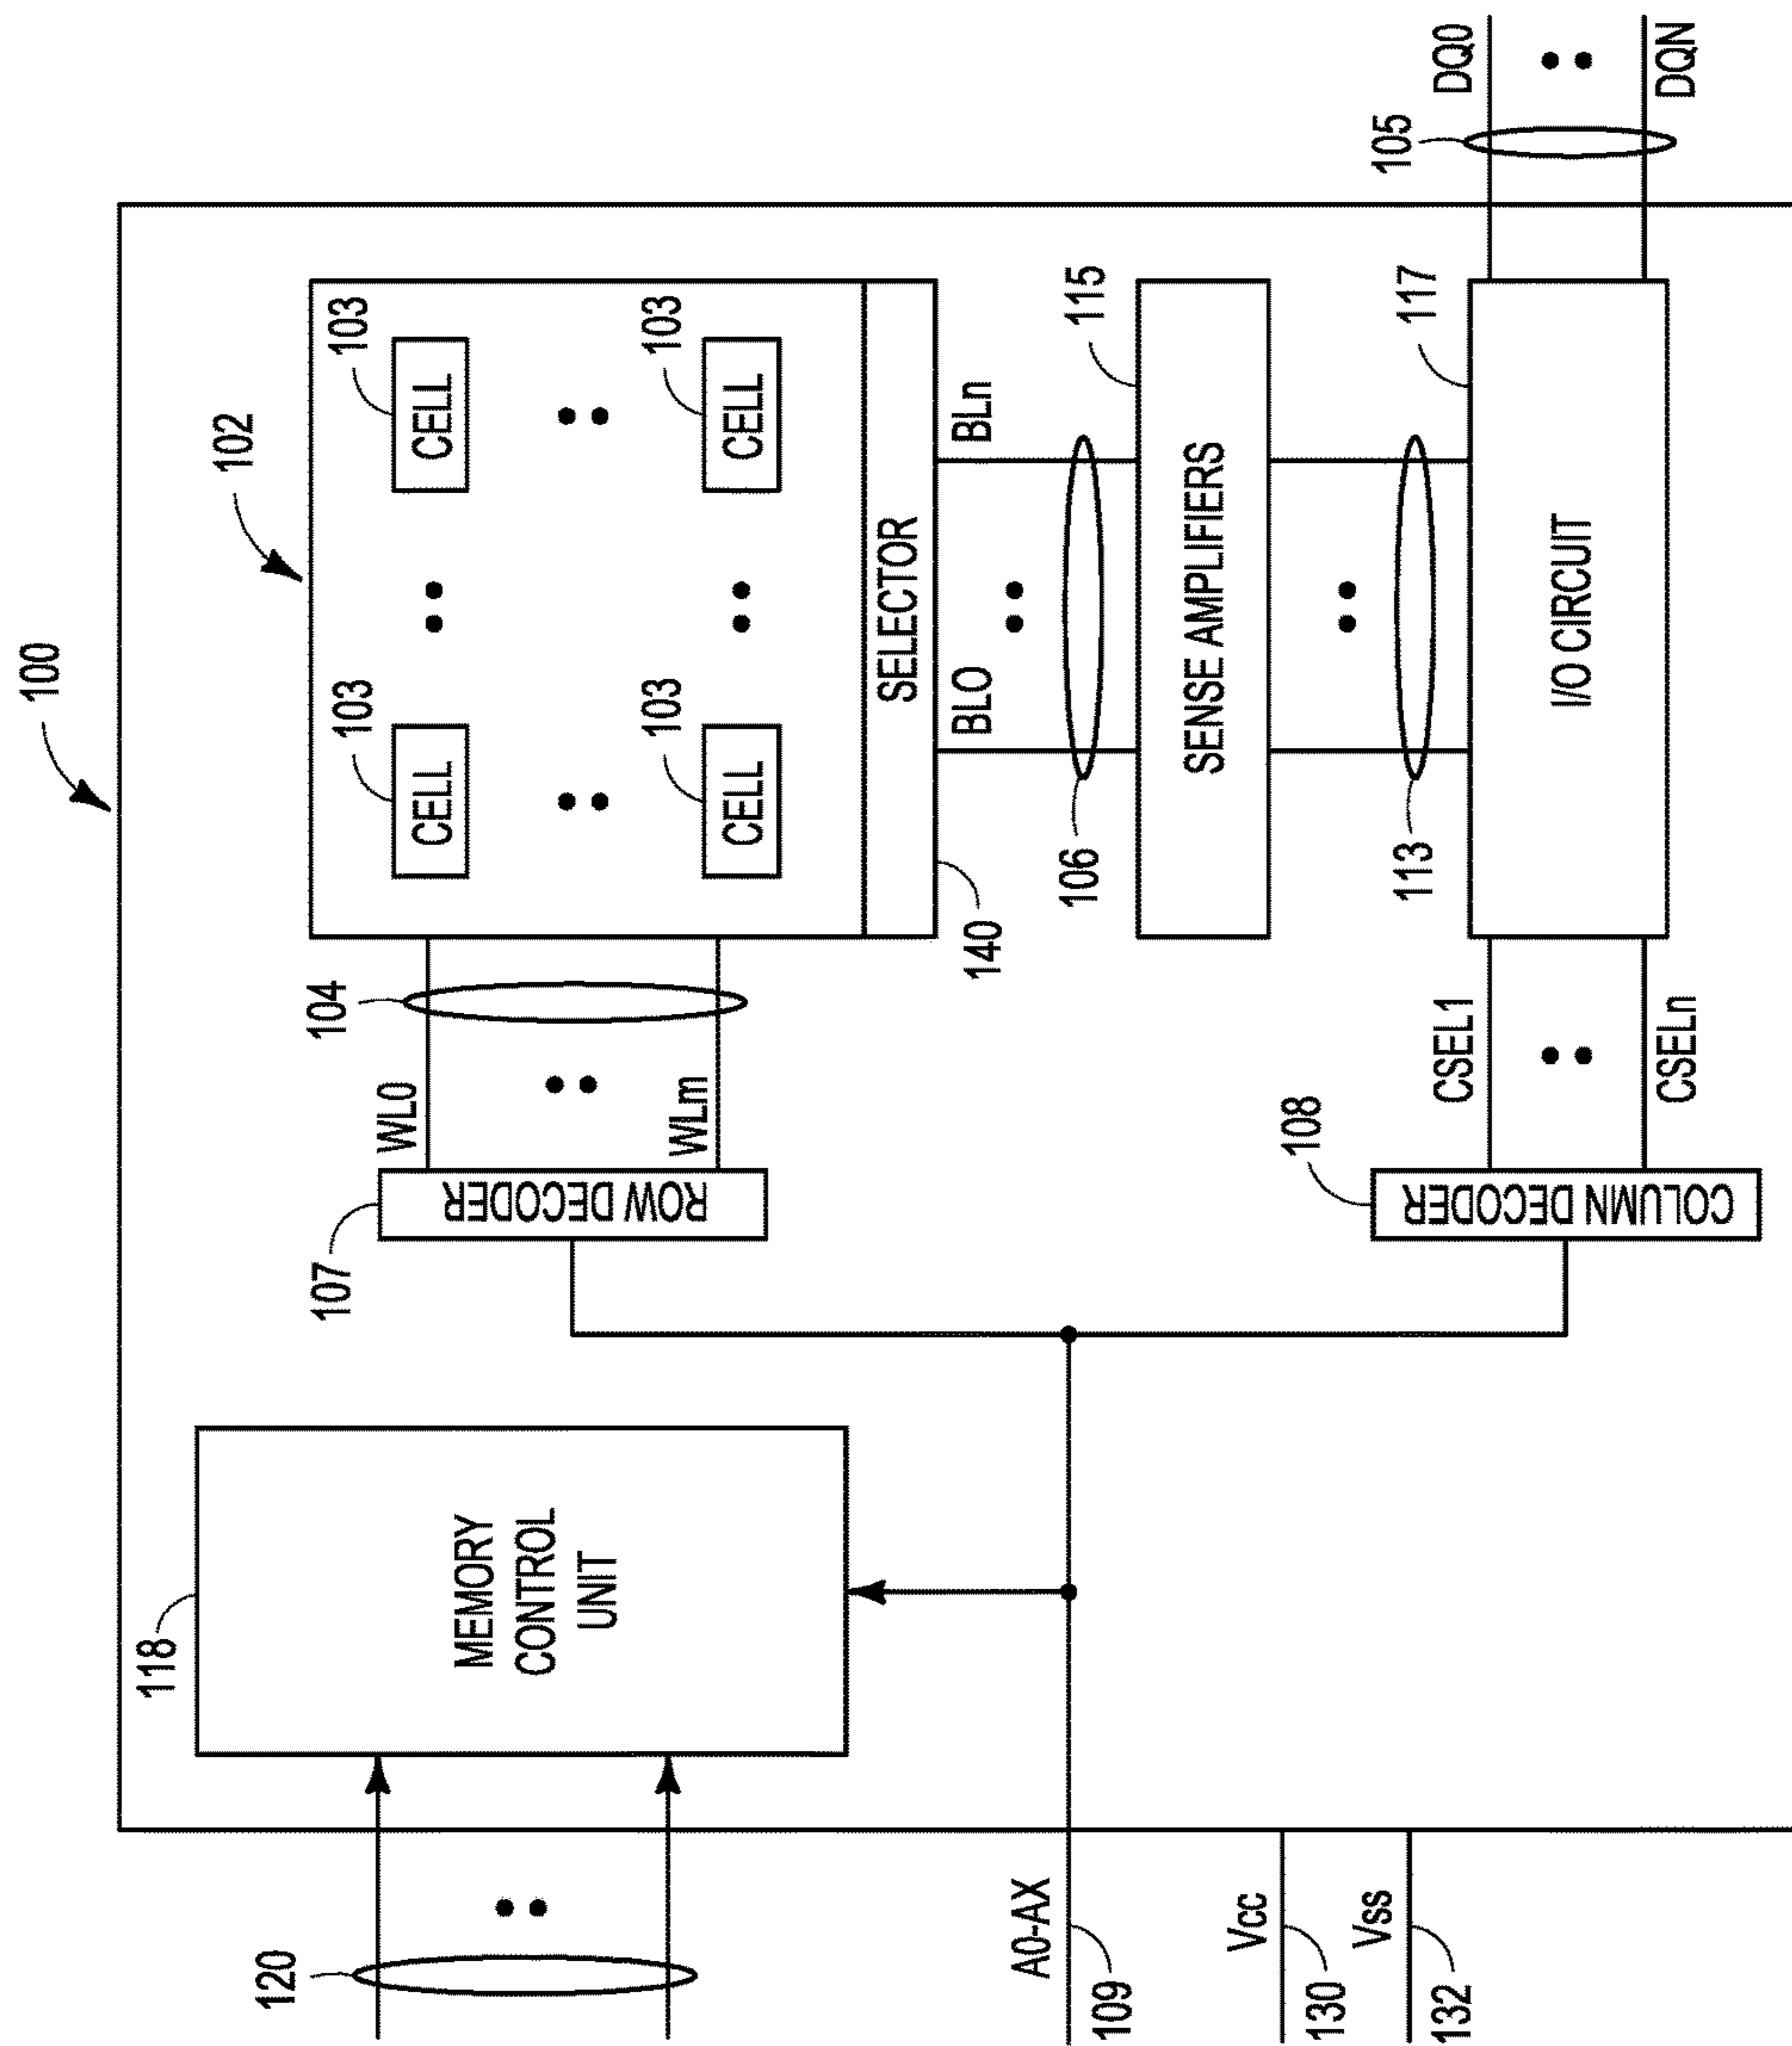 100
102
103
CELL
103
CELL
103
CELL
103
CELL
SELECTOR
140
104
WL0
WLm
107
ROW DECODER
BLO
BLn
106
115
SENSE AMPLIFIERS
113
117
I/O CIRCUIT
105
DQ0
DQN
CSEL1
CSELn
108
COLUMN DECODER
118
MEMORY
CONTROL
UNIT
120
A0-AX
109
Vcc
130
Vss
132